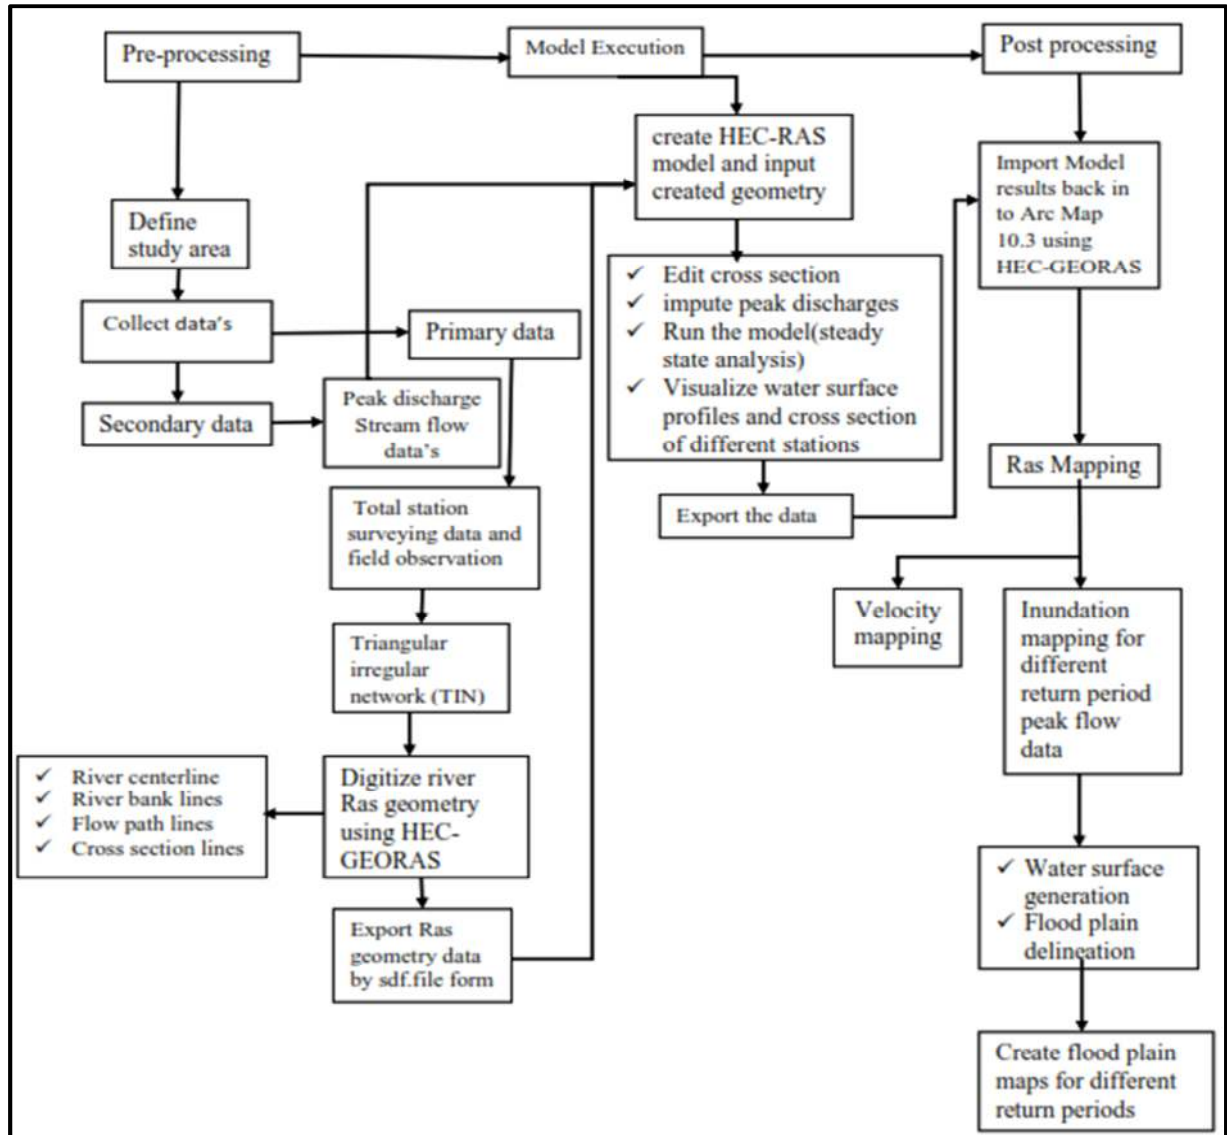 Pre-processing
Model Execution
Post processing
Define
study area
Collect data's
Secondary data
Primary data
Peak discharge
Stream flow
data's
Total station
surveying data and
field observation
Triangular
irregular
network (TIN)
Digitize river
Ras geometry
using HEC-
GEORAS
✓ River centerline
✓ River bank lines
✓ Flow path lines
✓ Cross section lines
Export Ras
geometry data
by sdf.file form
create HEC-RAS
model and input
created geometry
✓ Edit cross section
✓ impute peak discharges
✓ Run the model(steady
state analysis)
✓ Visualize water surface
profiles and cross section
of different stations
Export the data
Import Model
results back in
to Arc Map
10.3 using
HEC-GEORAS
Ras Mapping
Velocity
mapping
Inundation
mapping for
different
return period
peak flow
data
✓ Water surface
generation
✓ Flood plain
delineation
Create flood plain
maps for different
return periods